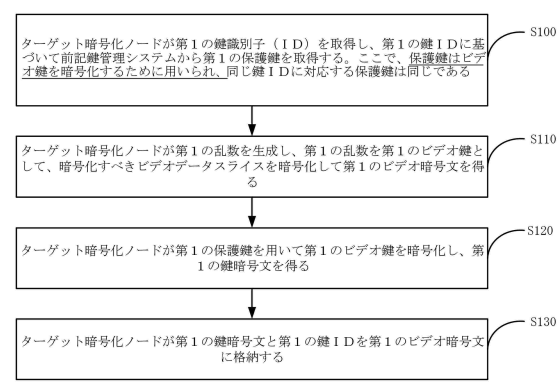 ターゲット暗号化ノードが第１の鍵識別子（ＩＤ）を取得し、第１の鍵ＩＤに基
づいて前記鍵管理システムから第１の保護鍵を取得する。ここで、保護鍵はビデ
オ鍵を暗号化するために用いられ、同じ鍵ＩＤに対応する保護鍵は同じである
S100
ターゲット暗号化ノードが第１の乱数を生成し、第１の乱数を第１のビデオ鍵と
して、暗号化すべきビデオデータスライスを暗号化して第１のビデオ暗号文を得
る
S110
ターゲット暗号化ノードが第１の保護鍵を用いて第１のビデオ鍵を暗号化し、第
１の鍵暗号文を得る
S120
ターゲット暗号化ノードが第１の鍵暗号文と第１の鍵ＩＤを第１のビデオ暗号文
に格納する
S130